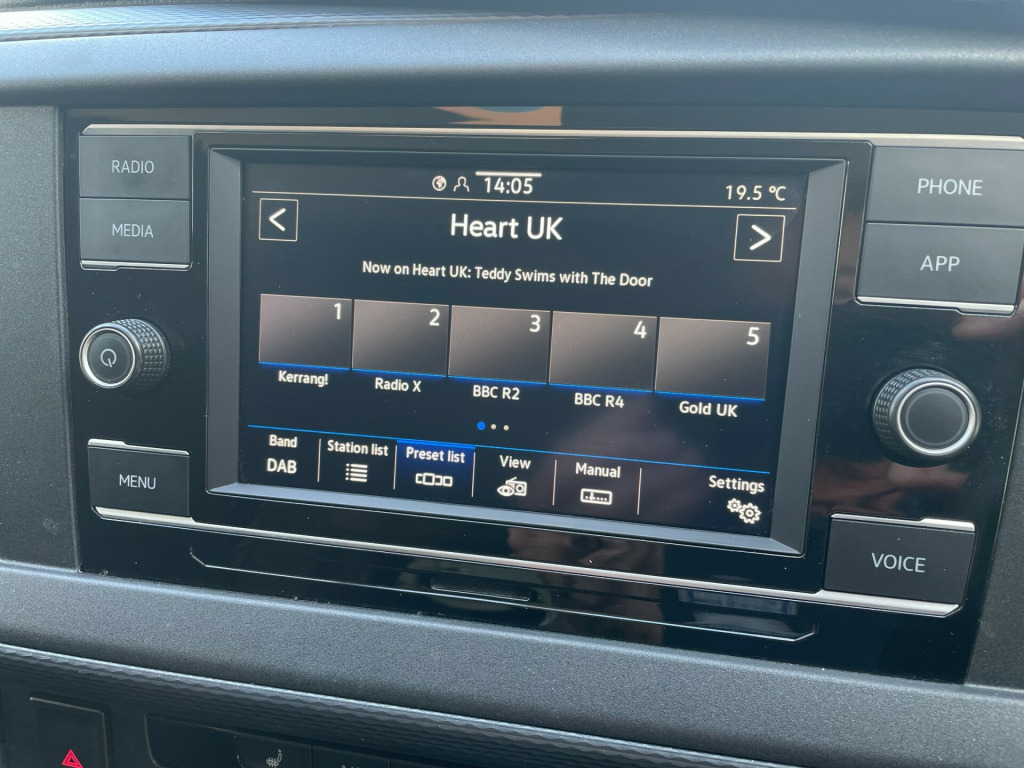 RADIO
MEDIA
MENU
14:05
19.5 °C
<
Heart UK
>
Now on Heart UK: Teddy Swims with The Door
1
2
3
4
5
Kerrang!
Radio X
BBC R2
BBC R4
Gold UK
Band
DAB
Station list
Preset list
View
Manual
Settings
PHONE
APP
VOICE